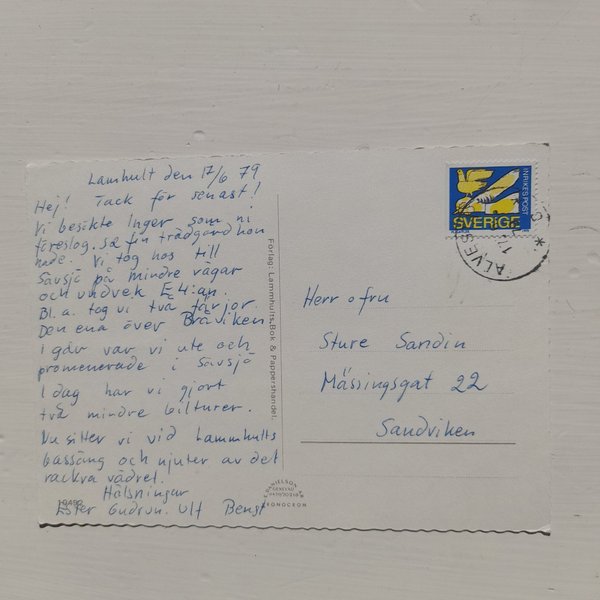 Lammhult den 17/6 79
Hej! Tack för senast!
Vi besökte Inger som ni
föreslog. Så fin trädgård hon
hade. Vi tog hos till
Sävsjö på mindre vägar
och undvek E4:an.
Bl.a. tog vi två färjor.
Den ena över Bråviken
I går var vi ute och
promenerade i Sävsjö
I dag har vi gjort
två mindre bilturer.
Nu sitter vi vid Lammhults
bassäng och njuter av det
vackra vädret.
Hälsningar
Ester Gudrun. Ulf Bengt
Förlag: Lammhults Bok & Pappershandel.
INRIKES POST
SVERIGE
ALVESTA
Herr o fru
Sture Sandin
Mässingsgat 22
Sandviken